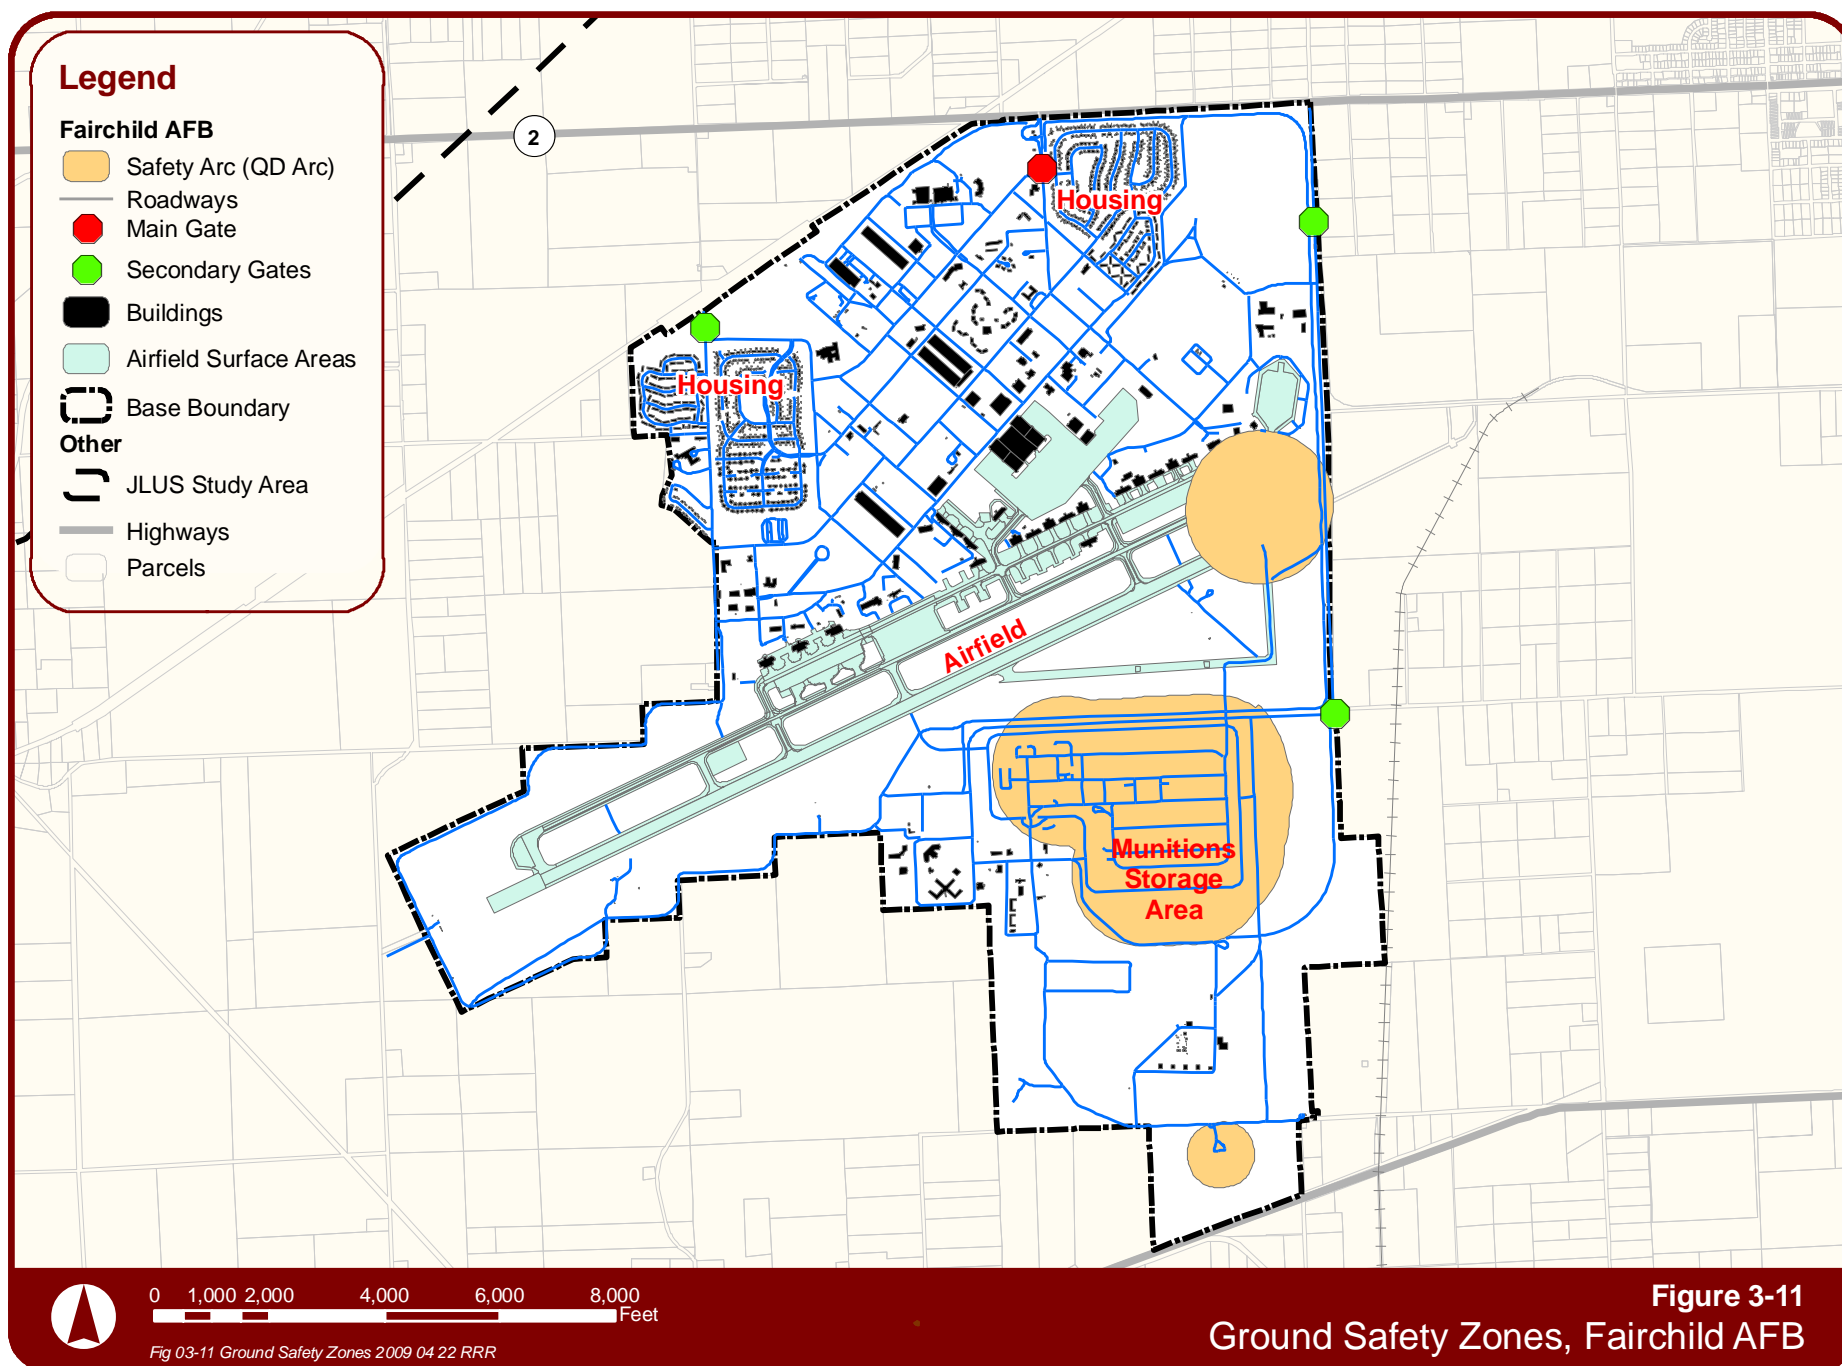 Legend
Fairchild AFB
Safety Arc (QD Arc)
Roadways
Main Gate
Secondary Gates
Buildings
Airfield Surface Areas
Base Boundary
Other
JLUS Study Area
Highways
Parcels
2
Housing
Housing
Airfield
Munitions
Storage
Area
0 1,000 2,000 4,000 6,000 8,000
Feet
Fig 03-11 Ground Safety Zones 2009 04 22 RRR
Figure 3-11
Ground Safety Zones, Fairchild AFB